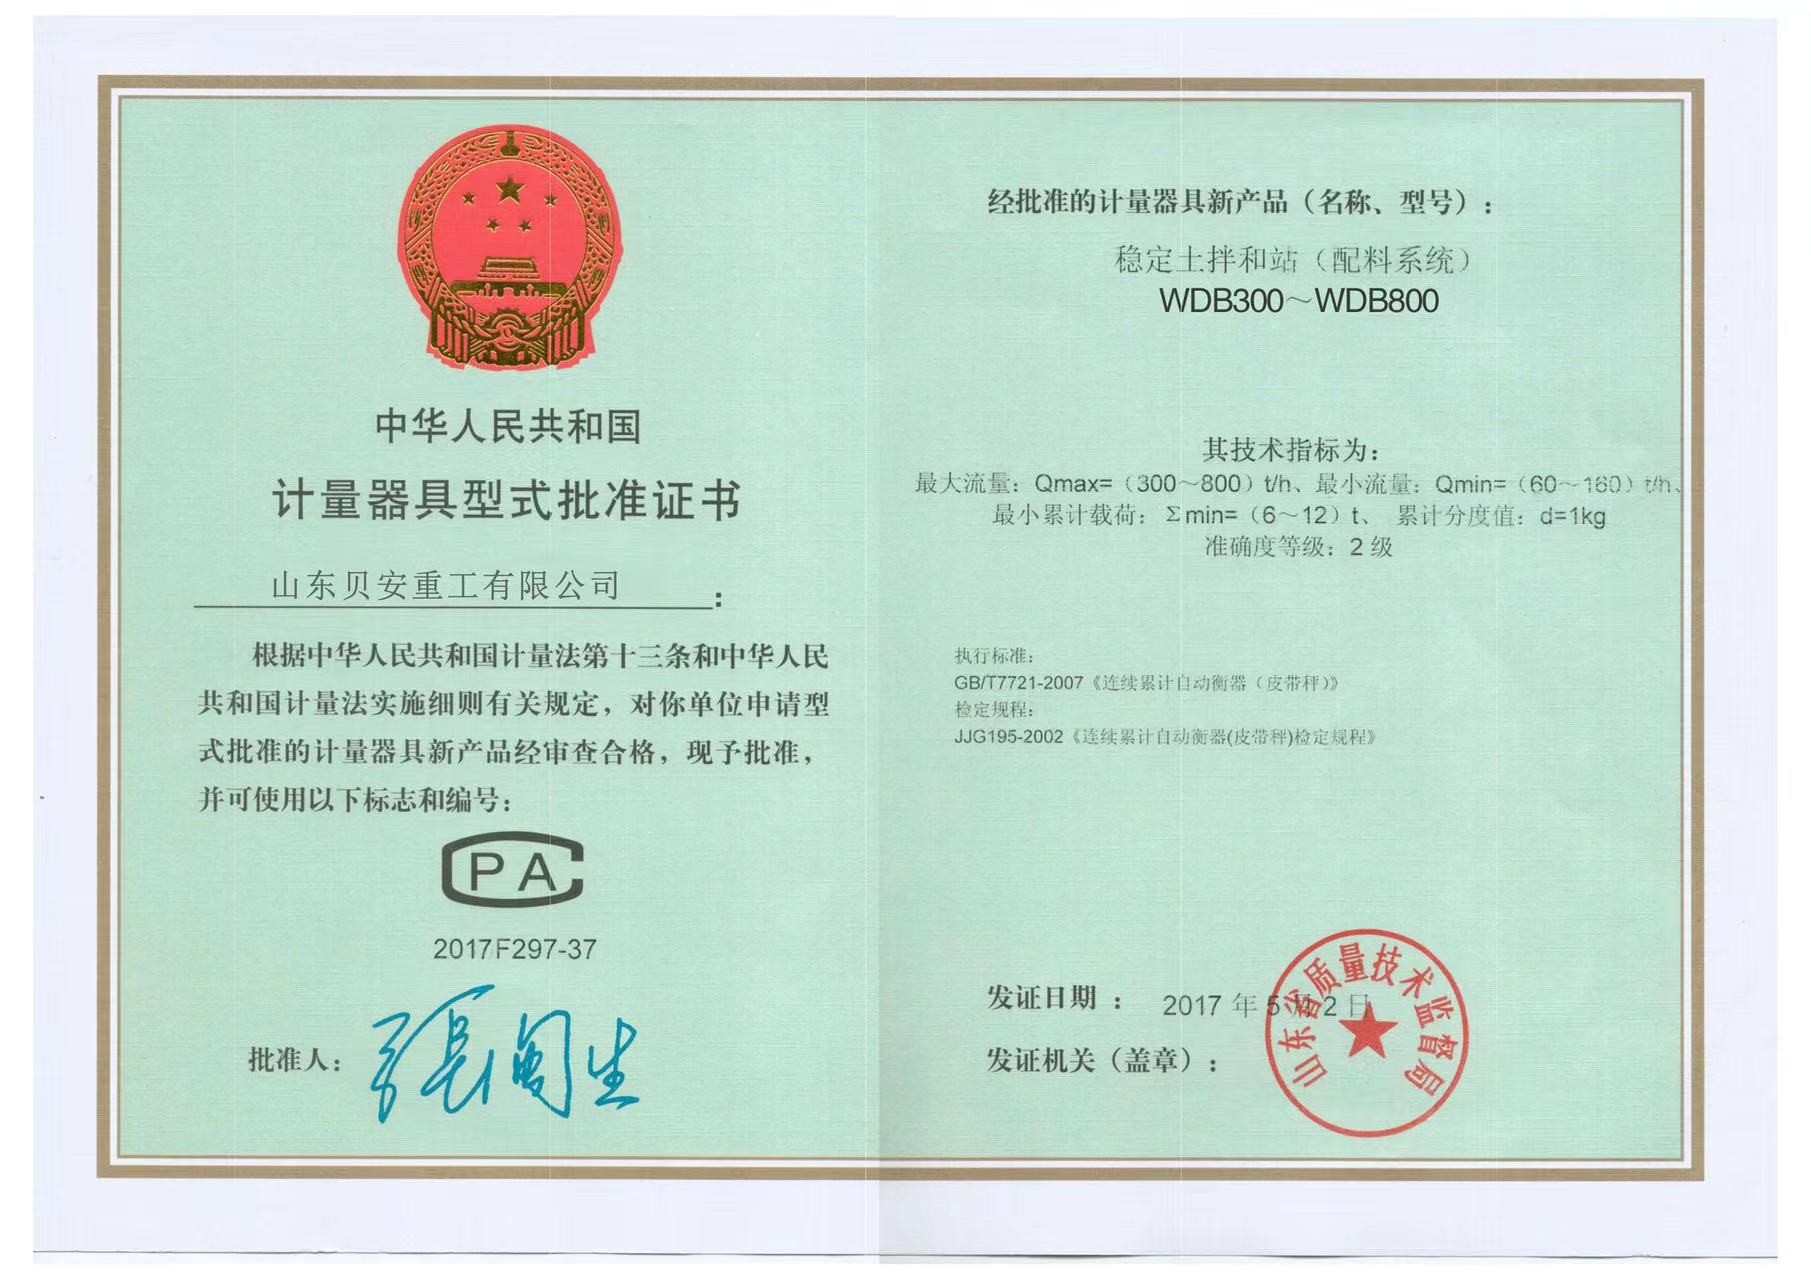 中华人民共和国
计量器具型式批准证书
山东贝安重工有限公司：
根据中华人民共和国计量法第十三条和中华人民
共和国计量法实施细则有关规定，对你单位申请型
式批准的计量器具新产品经审查合格，现予批准，
并可使用以下标志和编号：
CPA
2017F297-37
批准人：
经批准的计量器具新产品（名称、型号）：
稳定土拌和站（配料系统）
WDB300～WDB800
其技术指标为：
最大流量：Qmax=（300～800）t/h、最小流量：Qmin=（60～160）t/h、
最小累计载荷：Σmin=（6～12）t、 累计分度值：d=1kg
准确度等级：2 级
执行标准：
GB/T7721-2007《连续累计自动衡器（皮带秤）》
检定规程：
JJG195-2002《连续累计自动衡器(皮带秤)检定规程》
发证日期： 2017 年 5 月 2 日
发证机关（盖章）：
山东省质量技术监督局